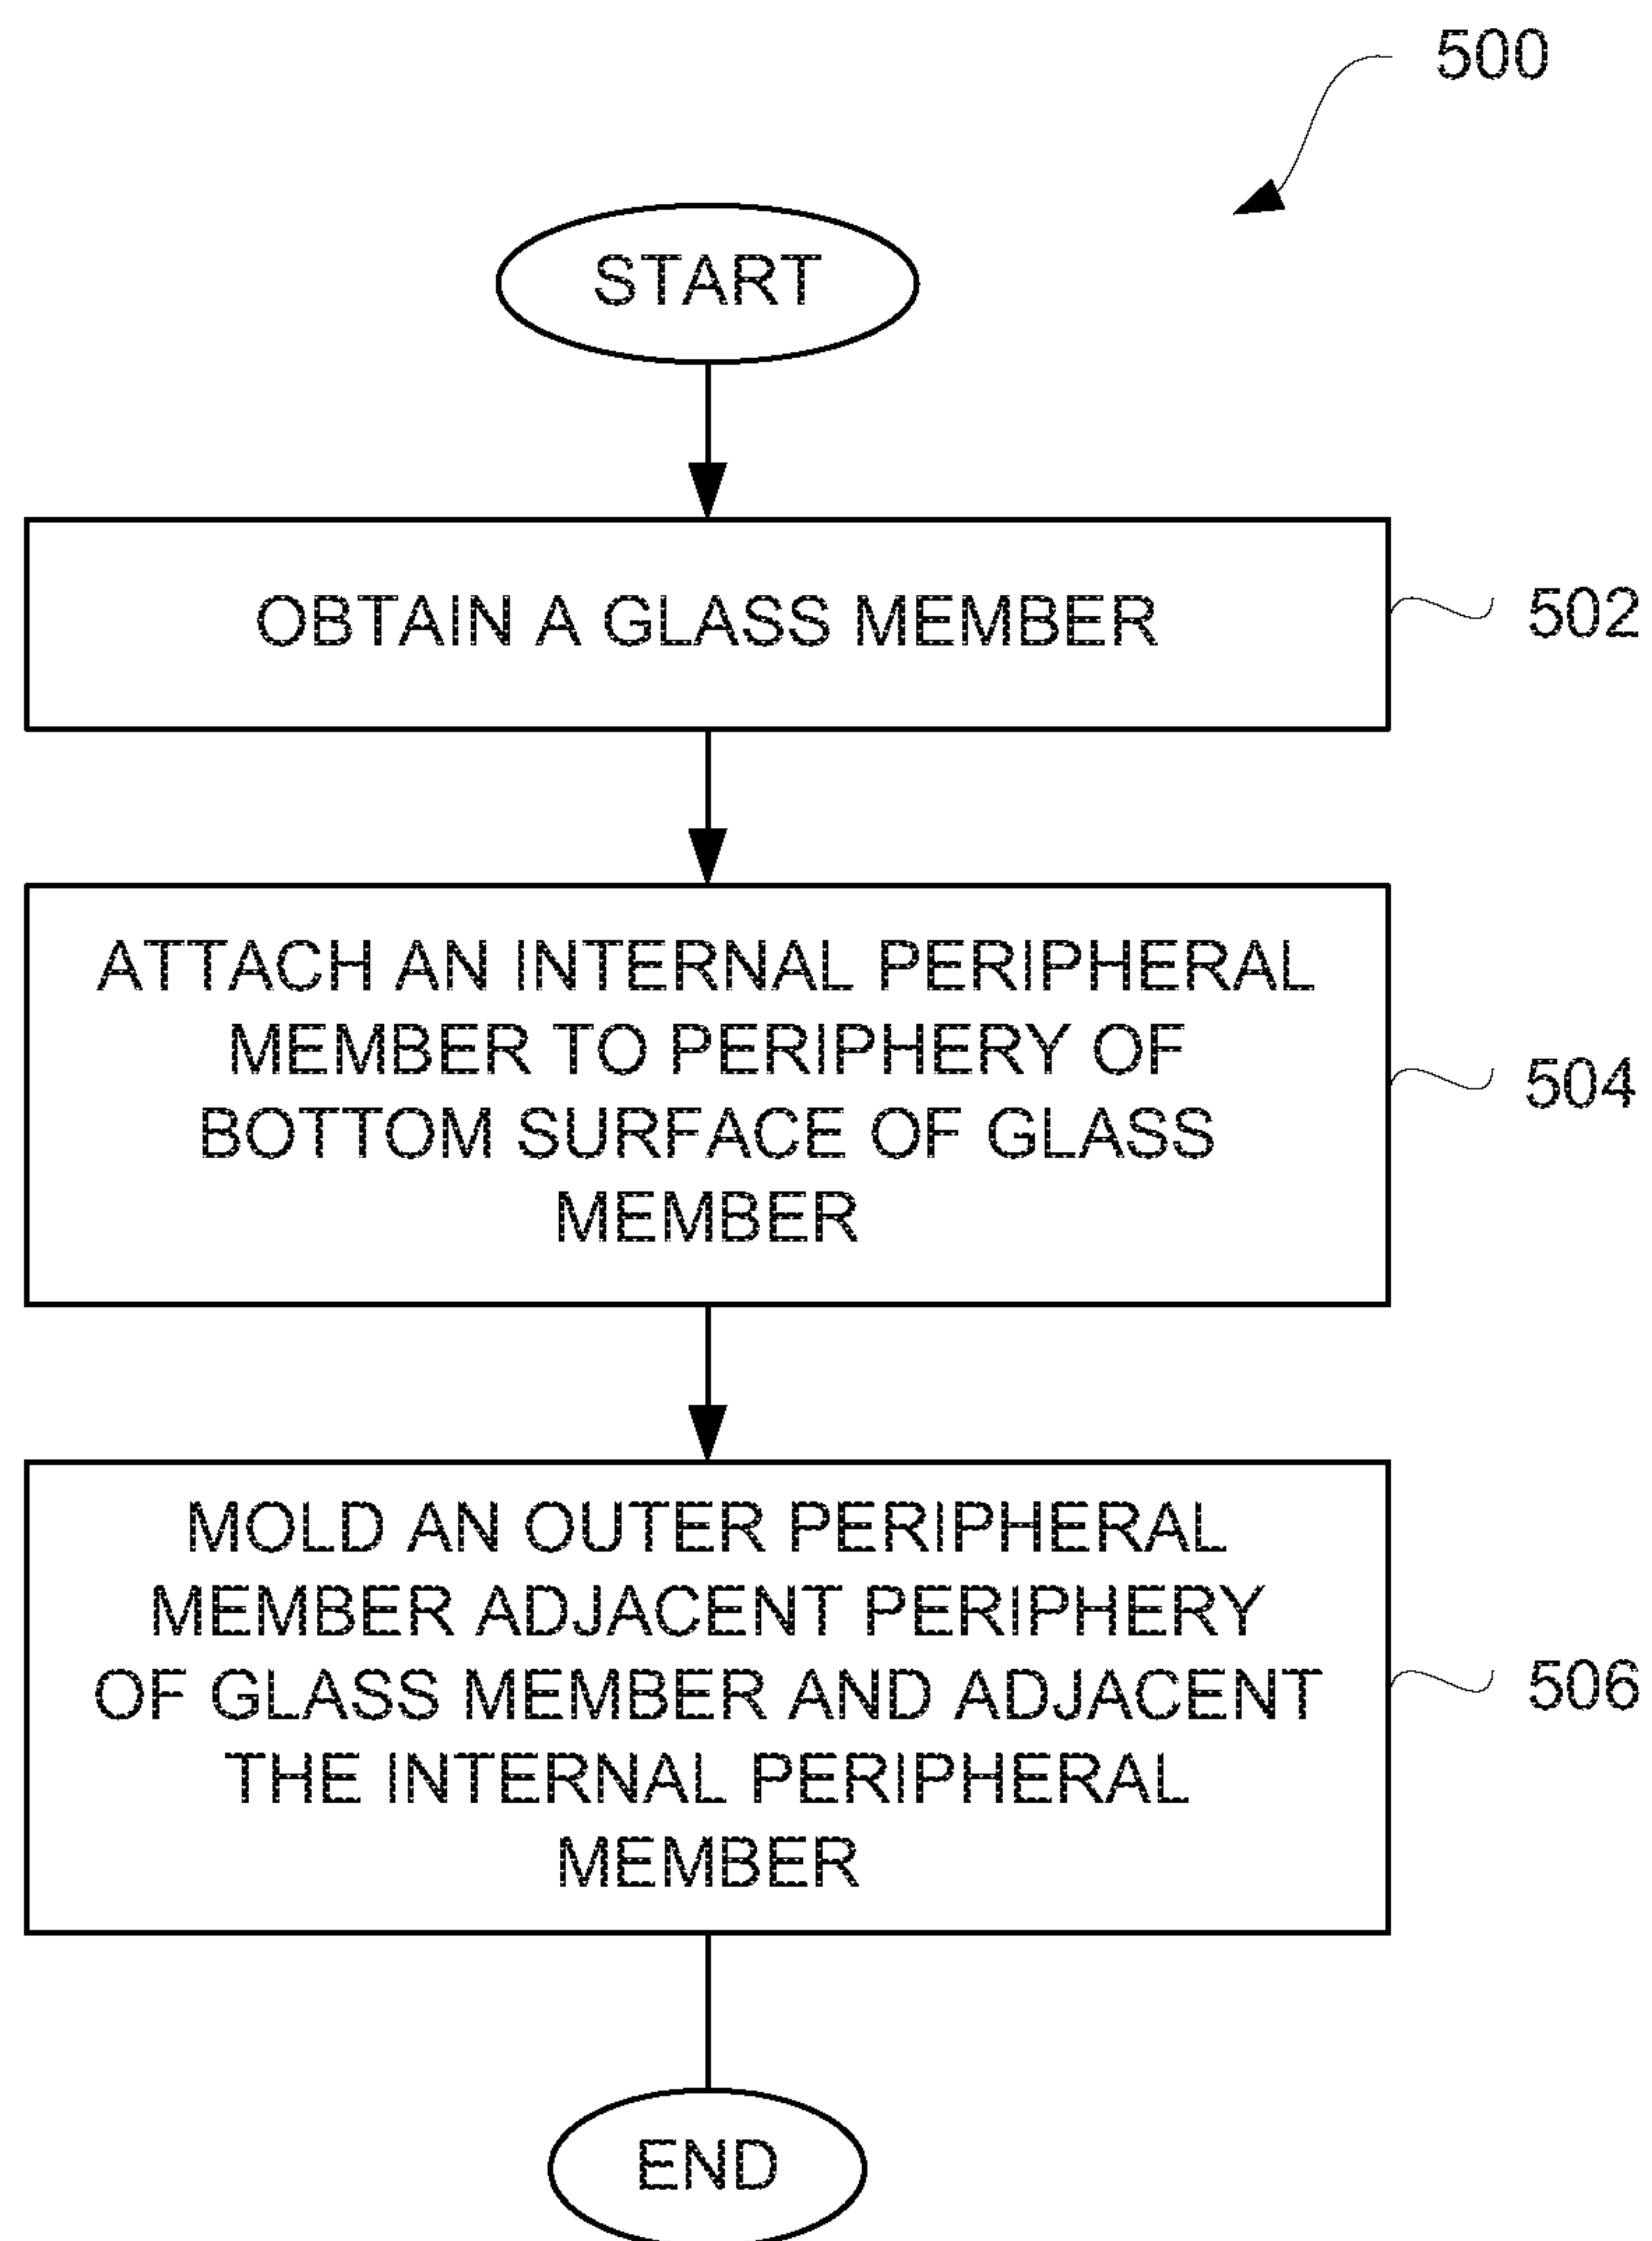 500
START
OBTAIN A GLASS MEMBER
502
ATTACH AN INTERNAL PERIPHERAL
MEMBER TO PERIPHERY OF
BOTTOM SURFACE OF GLASS
MEMBER
504
MOLD AN OUTER PERIPHERAL
MEMBER ADJACENT PERIPHERY
OF GLASS MEMBER AND ADJACENT
THE INTERNAL PERIPHERAL
MEMBER
506
END